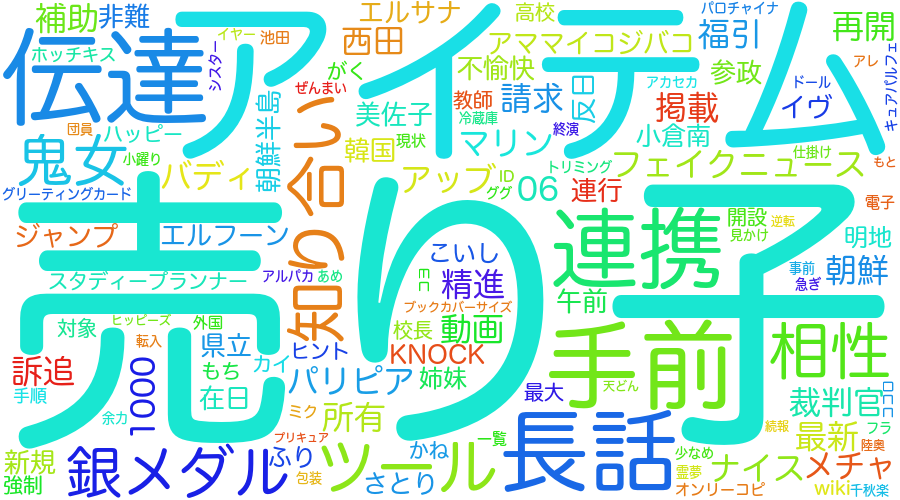 補助
非難
エルサナ
高校
パロチャイナ
再開
ホッチキス
伝達
アイテム
イヤー
池田
西田
アママイコジバコ
福引
シスター
がく
不愉快
参政
アレ
ぜんまい
反日
アカセカ
ドール
キュアパルフェ
団員
ハッピー
朝鮮半島
美佐子
教師
請求
掲載
イヴ
冷蔵庫
鬼女
小躍り
知り合い
韓国
現状
マリン
終演
小倉南
仕掛け
バディ
アップ
ID
トリミング
フェイクニュース
もと
グリーティングカード
ググ
06
連行
電子
売り子
ジャンプ
エルフーン
連携
開設
逆転
見かけ
明地
こいし
スタディープランナー
アルパカ
あめ
EC
精進
午前
事前
朝鮮
急ぎ
ブックカバーサイズ
対象
ヒッピーズ
外国
校長
動画
手前
相性
転入
県立
ヒント
KNOCK
訴追
もち
カイ
パリピア
姉妹
手順
1000
在日
最大
天どん
裁判官
ココロ
余力
ミク
所有
長話
続報
フラ
プリキュア
一覧
最新
陸奥
新規
銀メダル
ふり
ツール
かね
少なめ
メチャ
強制
包装
さとり
霊夢
ナイス
オンリーコピ
wiki
千秋楽